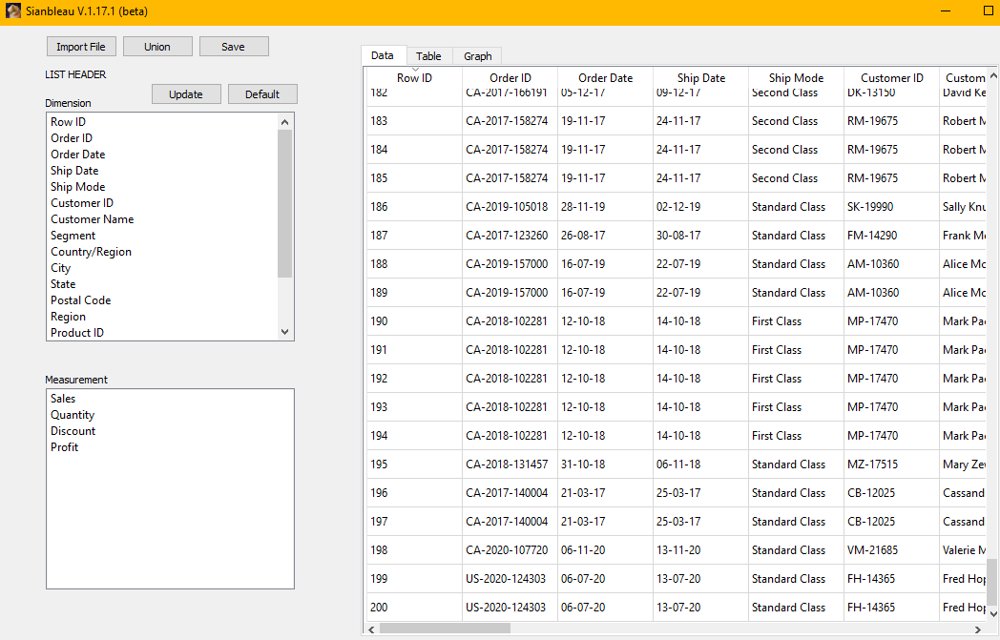 Sianbleau V.1.17.1 (beta)
Import File Union Save
LIST HEADER
Update Default
Dimension
Row ID
Order ID
Order Date
Ship Date
Ship Mode
Customer ID
Customer Name
Segment
Country/Region
City
State
Postal Code
Region
Product ID
Measurement
Sales
Quantity
Discount
Profit
Data Table Graph
Row ID Order ID Order Date Ship Date Ship Mode Customer ID Custom
182 CA-2017-166191 05-12-17 09-12-17 Second Class DK-13150 David Ke
183 CA-2017-158274 19-11-17 24-11-17 Second Class RM-19675 Robert M
184 CA-2017-158274 19-11-17 24-11-17 Second Class RM-19675 Robert M
185 CA-2017-158274 19-11-17 24-11-17 Second Class RM-19675 Robert M
186 CA-2019-105018 28-11-19 02-12-19 Standard Class SK-19990 Sally Knu
187 CA-2017-123260 26-08-17 30-08-17 Standard Class FM-14290 Frank Me
188 CA-2019-157000 16-07-19 22-07-19 Standard Class AM-10360 Alice Mc
189 CA-2019-157000 16-07-19 22-07-19 Standard Class AM-10360 Alice Mc
190 CA-2018-102281 12-10-18 14-10-18 First Class MP-17470 Mark Pac
191 CA-2018-102281 12-10-18 14-10-18 First Class MP-17470 Mark Pac
192 CA-2018-102281 12-10-18 14-10-18 First Class MP-17470 Mark Pac
193 CA-2018-102281 12-10-18 14-10-18 First Class MP-17470 Mark Pac
194 CA-2018-102281 12-10-18 14-10-18 First Class MP-17470 Mark Pac
195 CA-2018-131457 31-10-18 06-11-18 Standard Class MZ-17515 Mary Zev
196 CA-2017-140004 21-03-17 25-03-17 Standard Class CB-12025 Cassand
197 CA-2017-140004 21-03-17 25-03-17 Standard Class CB-12025 Cassand
198 CA-2020-107720 06-11-20 13-11-20 Standard Class VM-21685 Valerie M
199 US-2020-124303 06-07-20 13-07-20 Standard Class FH-14365 Fred Hop
200 US-2020-124303 06-07-20 13-07-20 Standard Class FH-14365 Fred Hop